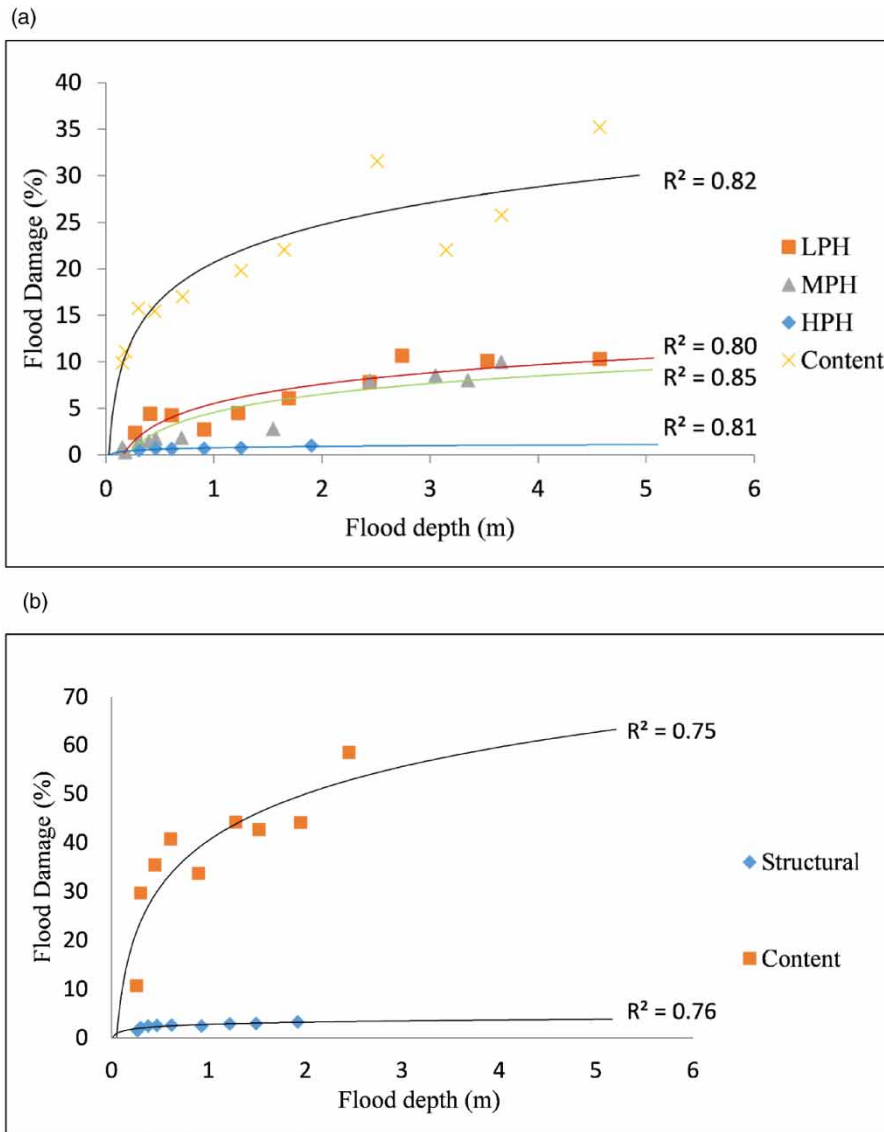 (a)
40
35
30
25
20
15
10
5
0
Flood Damage (%)
R² = 0.82
R² = 0.80
R² = 0.85
R² = 0.81
LPH
MPH
HPH
Content
0 1 2 3 4 5 6
Flood depth (m)
(b)
70
60
50
40
30
20
10
0
Flood Damage (%)
R² = 0.75
R² = 0.76
Structural
Content
0 1 2 3 4 5 6
Flood depth (m)